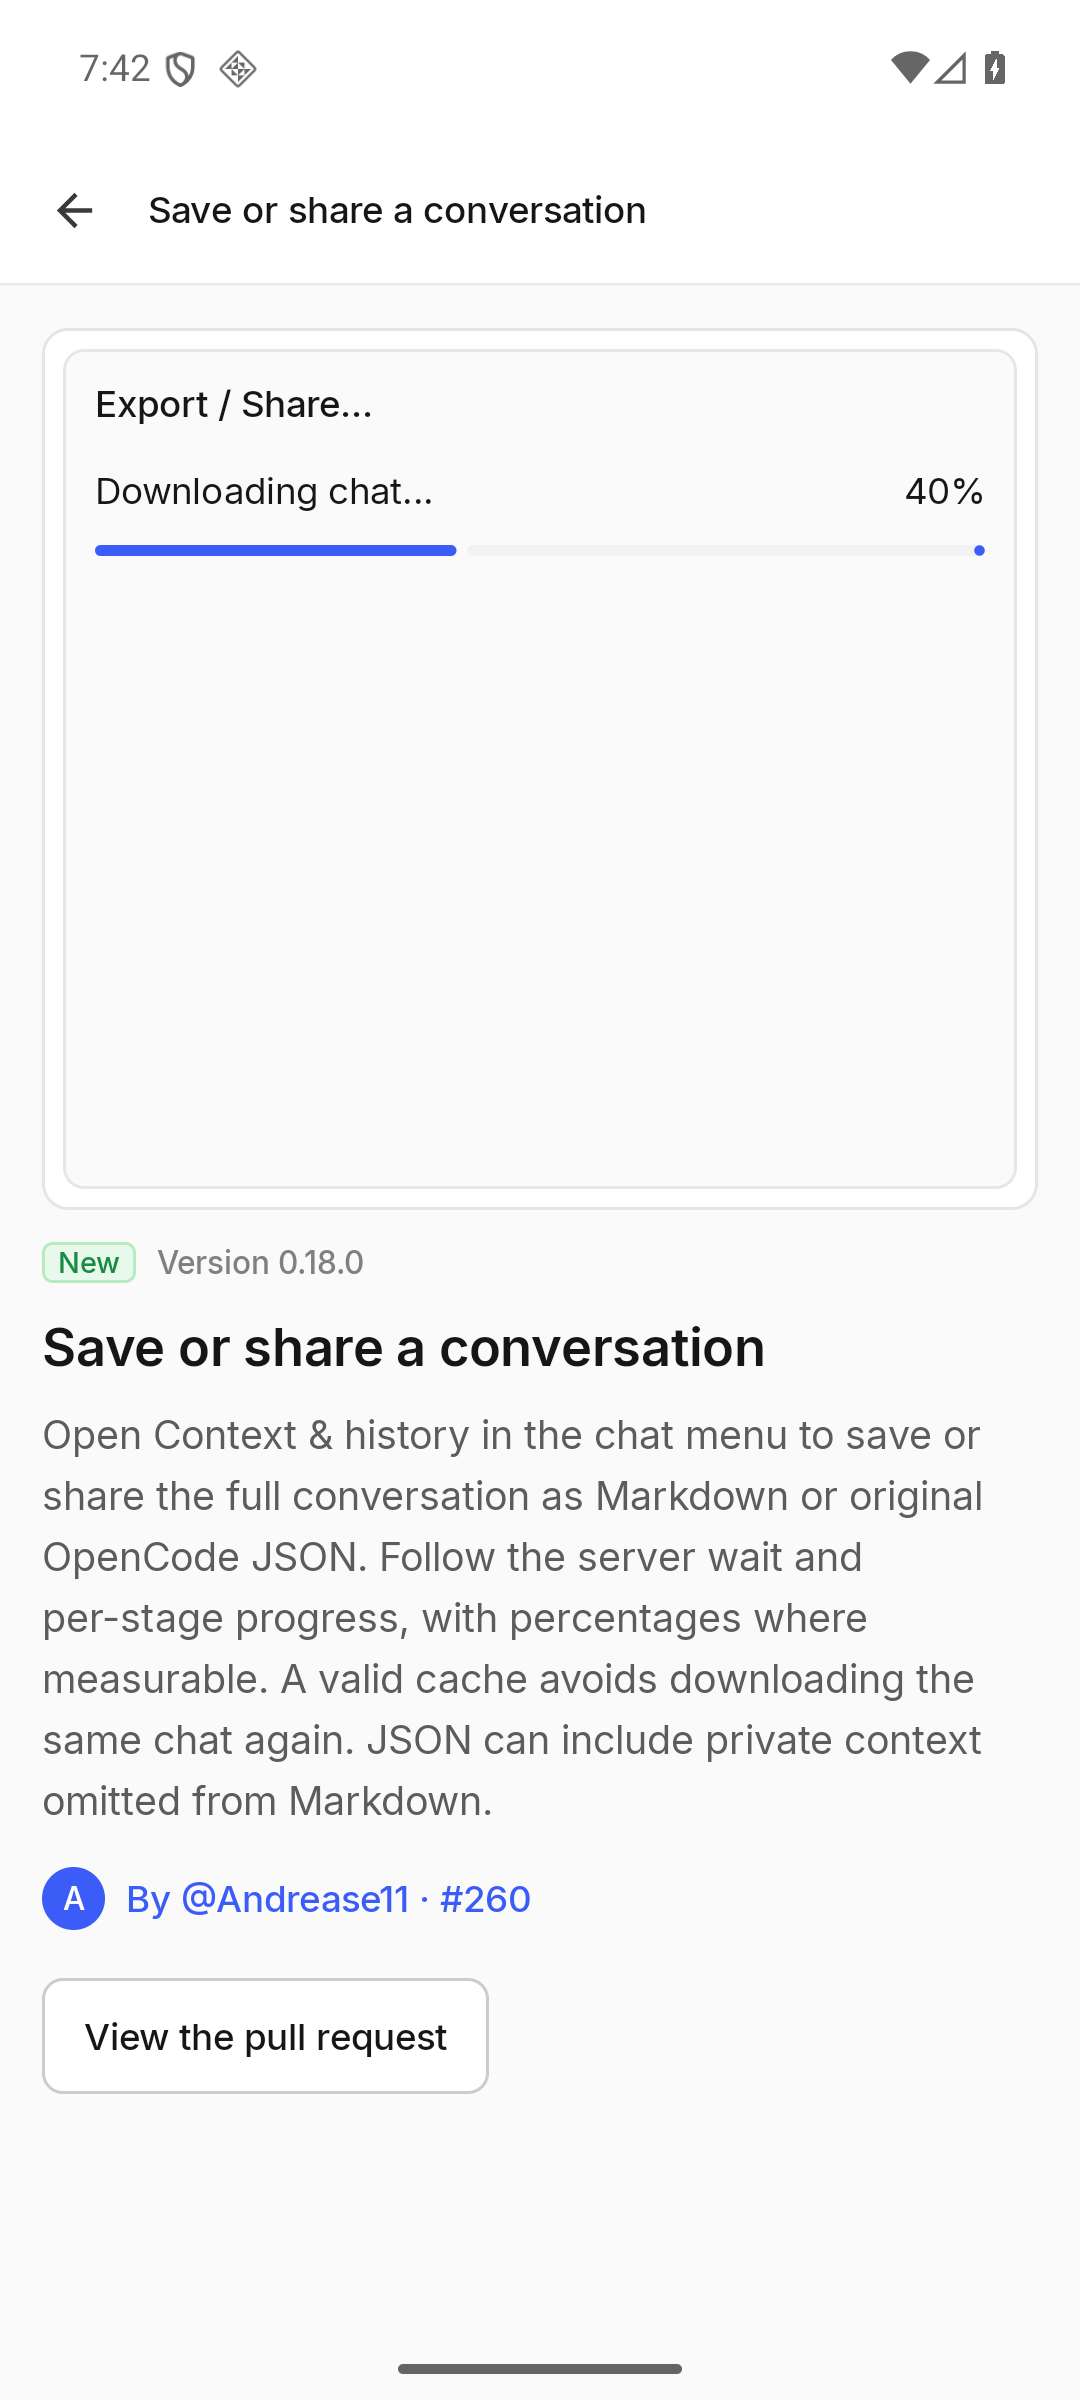 7:42
Save or share a conversation
Export / Share...
Downloading chat... 40%
New Version 0.18.0
Save or share a conversation
Open Context & history in the chat menu to save or
share the full conversation as Markdown or original
OpenCode JSON. Follow the server wait and
per-stage progress, with percentages where
measurable. A valid cache avoids downloading the
same chat again. JSON can include private context
omitted from Markdown.
A By @Andrease11 · #260
View the pull request